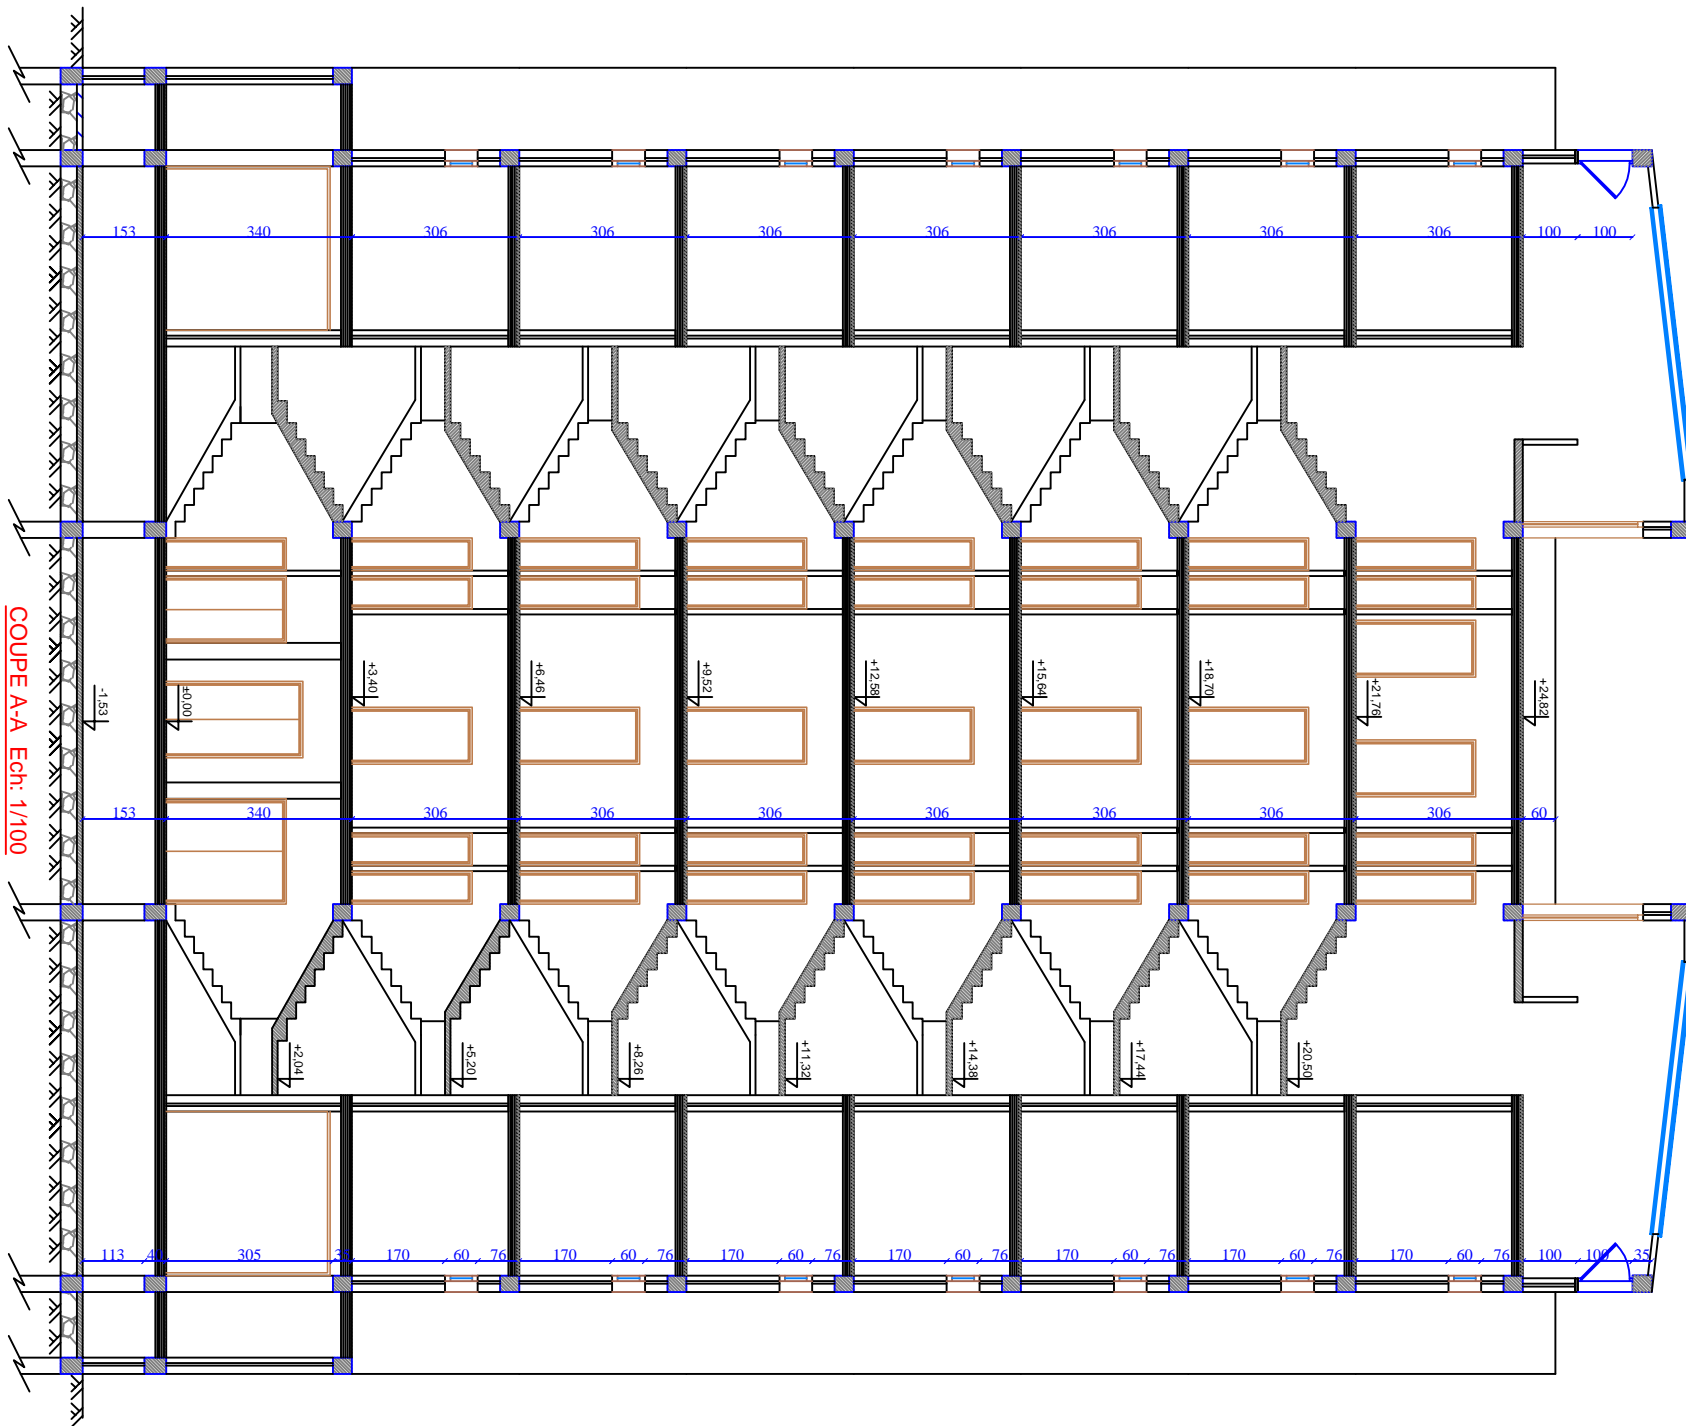 153 340 306 306 306 306 306 306 306 100 100
+3,40 +6,46 +9,52 +12,58 +15,64 +18,70 +21,76 +24,82
-1,53 ±0,00
COUPE A-A Ech: 1/100
153 340 306 306 306 306 306 306 306 60
+2,04 +5,20 +8,26 +11,32 +14,38 +17,44 +20,50
113 40 305 35 170 60 76 170 60 76 170 60 76 170 60 76 170 60 76 170 60 76 170 60 76 100 100 35